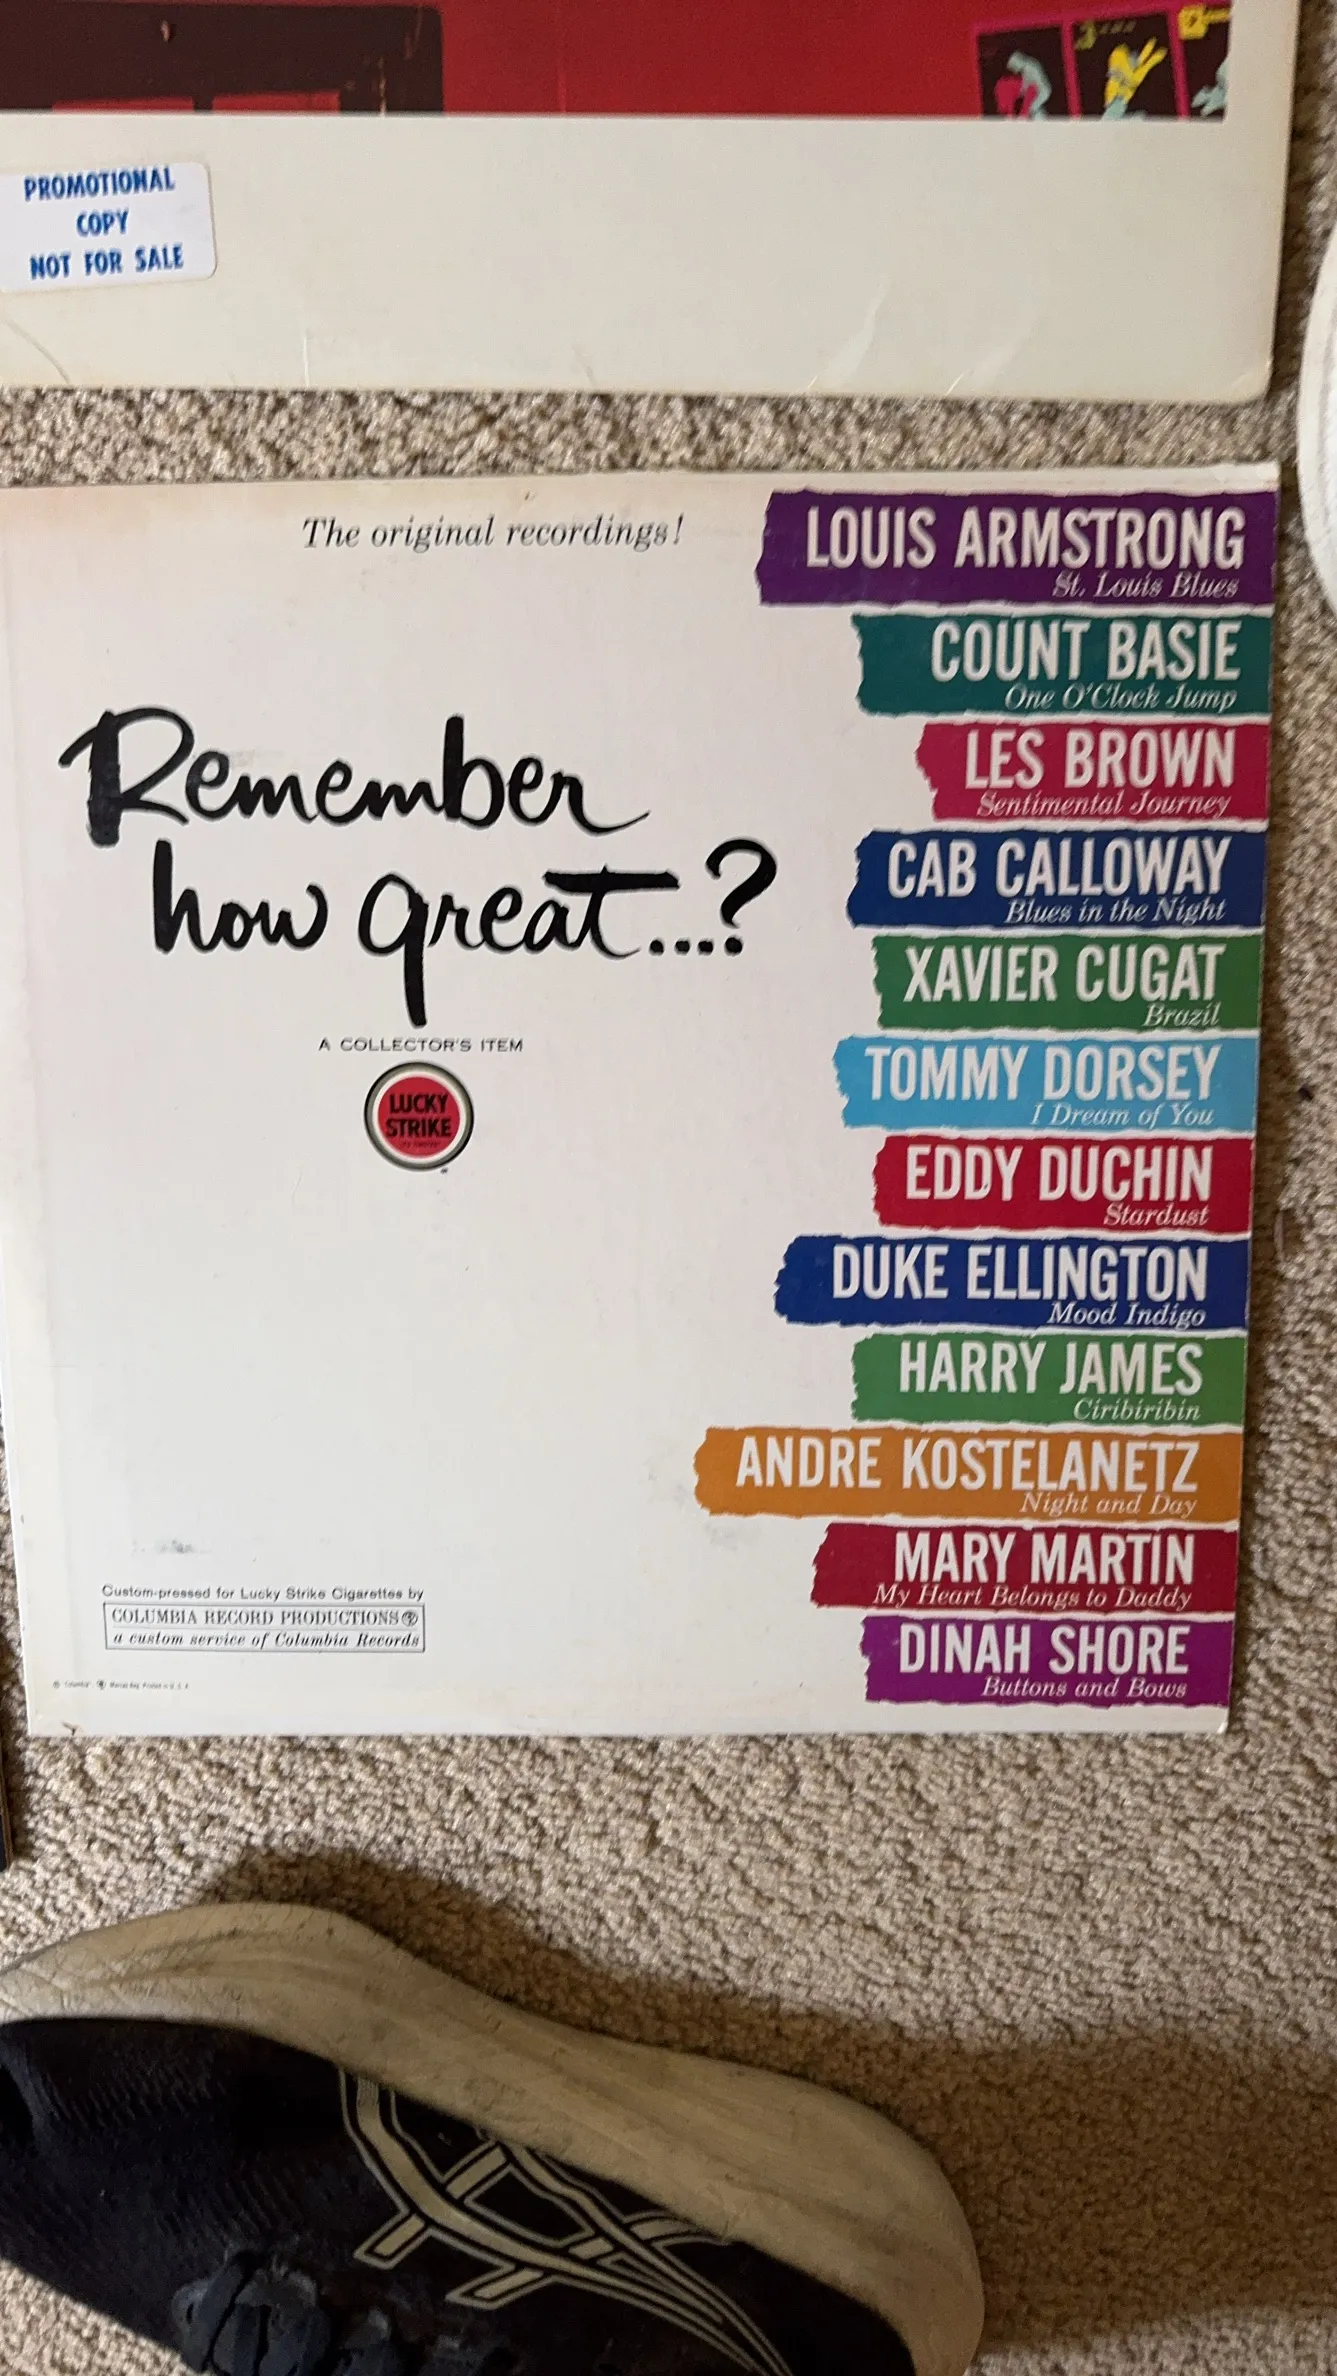 PROMOTIONAL
COPY
NOT FOR SALE
The original recordings!
Remember
how great...?
A COLLECTOR'S ITEM
LUCKY
STRIKE
Custom-pressed for Lucky Strike Cigarettes by
COLUMBIA RECORD PRODUCTIONS
a custom service of Columbia Records
LOUIS ARMSTRONG
St. Louis Blues
COUNT BASIE
One O'Clock Jump
LES BROWN
Sentimental Journey
CAB CALLOWAY
Blues in the Night
XAVIER CUGAT
Brazil
TOMMY DORSEY
I Dream of You
EDDY DUCHIN
Stardust
DUKE ELLINGTON
Mood Indigo
HARRY JAMES
Ciribiribin
ANDRE KOSTELANETZ
Night and Day
MARY MARTIN
My Heart Belongs to Daddy
DINAH SHORE
Buttons and Bows